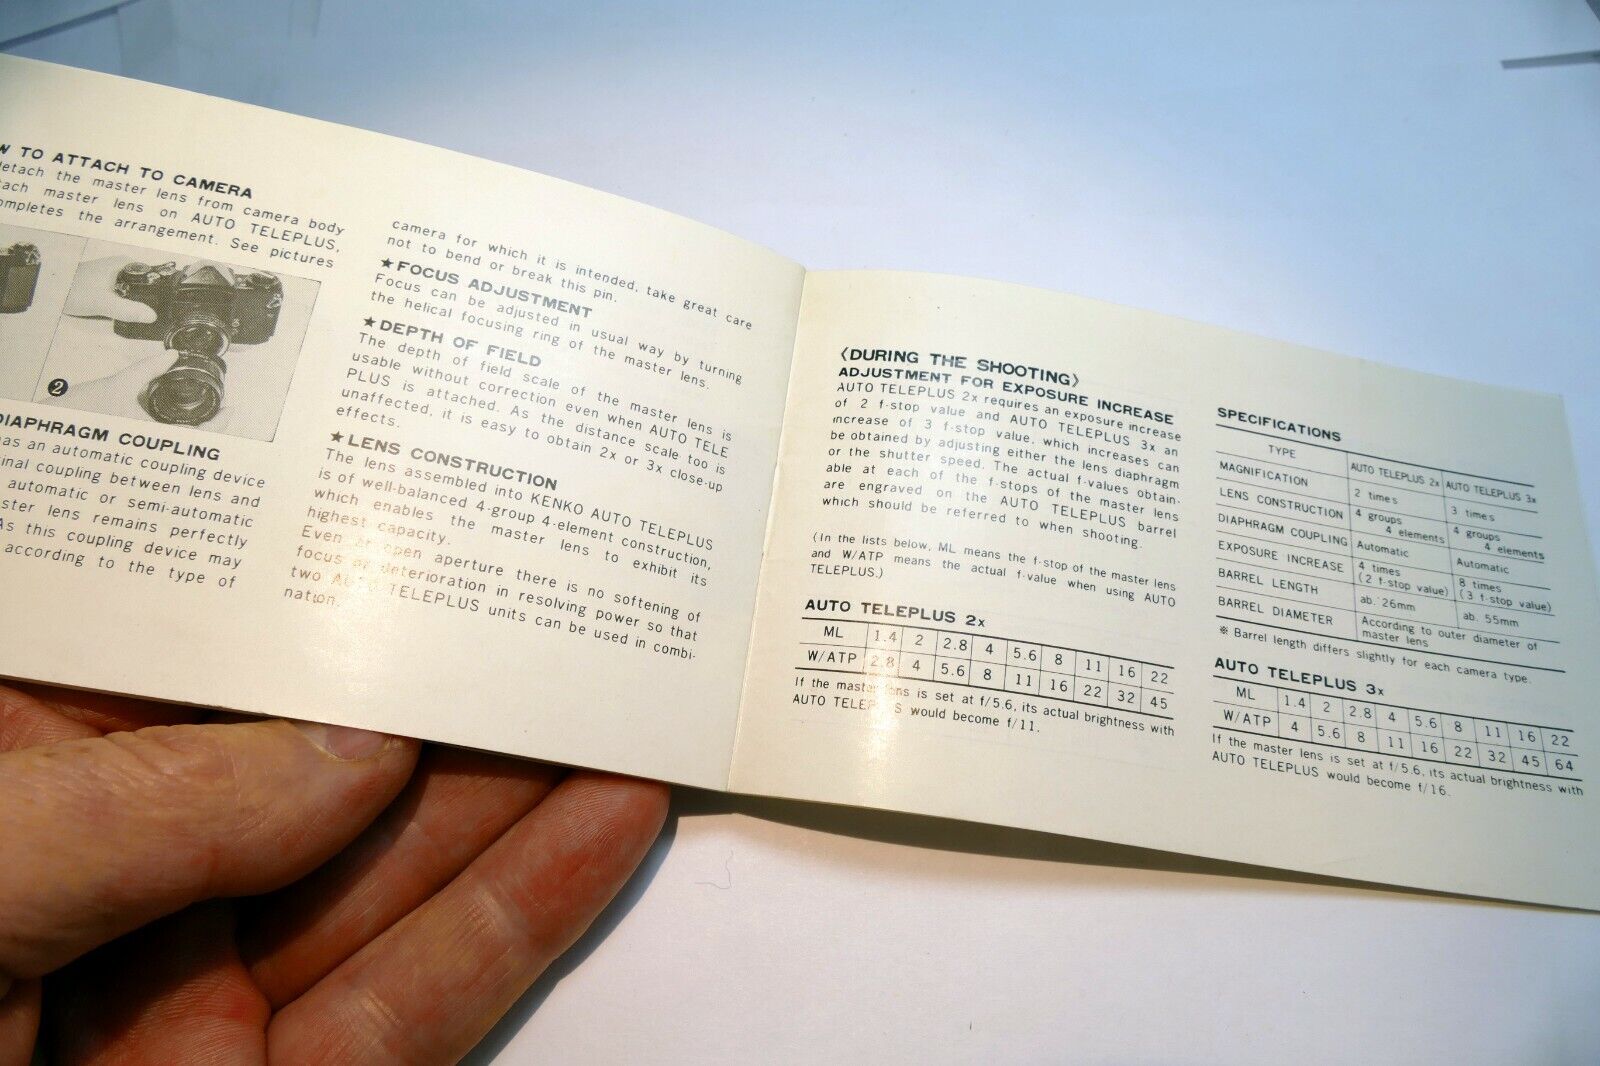 TO ATTACH TO CAMERA
the master lens from camera body
master lens on AUTO TELEPLUS,
the arrangement. See pictures
2
DIAPHRAGM COUPLING
has an automatic coupling device
coupling between lens and
automatic or semi-automatic
lens remains perfectly
As this coupling device may
according to the type of
camera for which it is intended, take great care
not to bend or break this pin.
★FOCUS ADJUSTMENT
Focus can be adjusted in usual way by turning
the helical focusing ring of the master lens.
★DEPTH OF FIELD
The depth of field scale of the master lens is
usable without correction even when AUTO TELE
PLUS is attached. As the distance scale too is
unaffected, it is easy to obtain 2x or 3x close-up
effects.
★LENS CONSTRUCTION
The lens assembled into KENKO AUTO TELEPLUS
is of well-balanced 4-group 4-element construction,
which enables the master lens to exhibit its
highest capacity.
Even at open aperture there is no softening of
focus or deterioration in resolving power so that
two AUTO TELEPLUS units can be used in combi-
nation.
〈DURING THE SHOOTING〉
ADJUSTMENT FOR EXPOSURE INCREASE
AUTO TELEPLUS 2x requires an exposure increase
of 2 f-stop value and AUTO TELEPLUS 3x an
increase of 3 f-stop value, which increases can
be obtained by adjusting either the lens diaphragm
or the shutter speed. The actual f-values obtain-
able at each of the f-stops of the master lens
are engraved on the AUTO TELEPLUS barrel
which should be referred to when shooting.
(In the lists below, ML means the f-stop of the master lens
and W/ATP means the actual f-value when using AUTO
TELEPLUS.)
AUTO TELEPLUS 2x
ML 1.4 2 2.8 4 5.6 8 11 16 22
W/ATP 2.8 4 5.6 8 11 16 22 32 45
If the master lens is set at f/5.6, its actual brightness with
AUTO TELEPLUS would become f/11.
SPECIFICATIONS
TYPE AUTO TELEPLUS 2x AUTO TELEPLUS 3x
MAGNIFICATION 2 times 3 times
LENS CONSTRUCTION 4 groups 4 elements 4 groups 4 elements
DIAPHRAGM COUPLING Automatic Automatic
EXPOSURE INCREASE 4 times (2 f-stop value) 8 times (3 f-stop value)
BARREL LENGTH ab. 26mm ab. 55mm
BARREL DIAMETER According to outer diameter of
master lens
※ Barrel length differs slightly for each camera type.
AUTO TELEPLUS 3x
ML 1.4 2 2.8 4 5.6 8 11 16 22
W/ATP 4 5.6 8 11 16 22 32 45 64
If the master lens is set at f/5.6, its actual brightness with
AUTO TELEPLUS would become f/16.